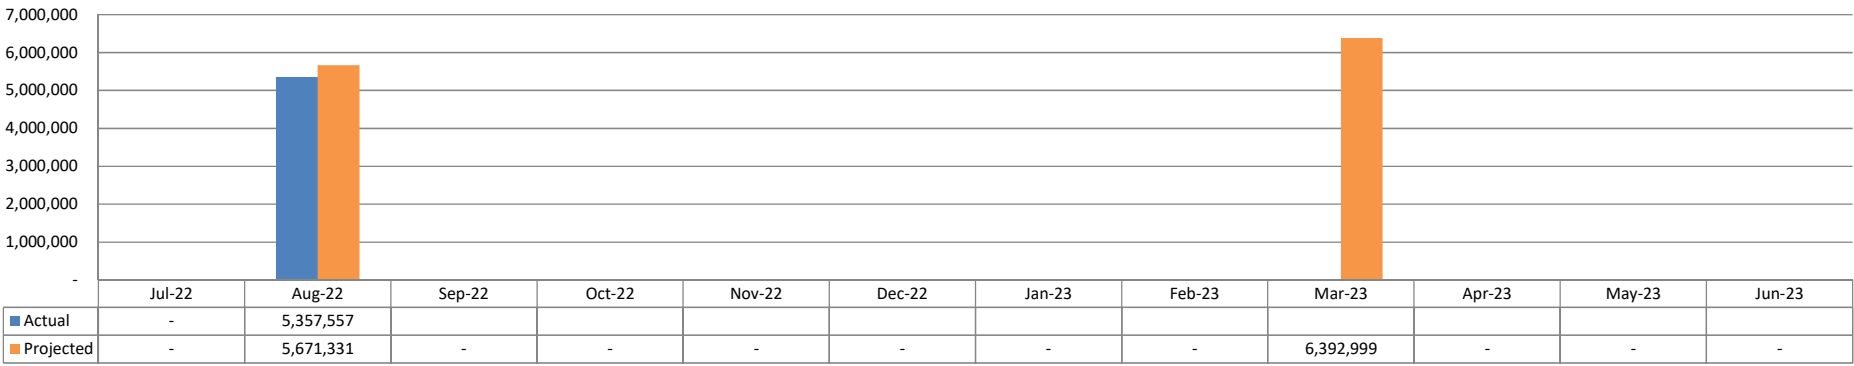 7,000,000
6,000,000
5,000,000
4,000,000
3,000,000
2,000,000
1,000,000
-
Jul-22 Aug-22 Sep-22 Oct-22 Nov-22 Dec-22 Jan-23 Feb-23 Mar-23 Apr-23 May-23 Jun-23
Actual - 5,357,557
Projected - 5,671,331 - - - - - - 6,392,999 - - -